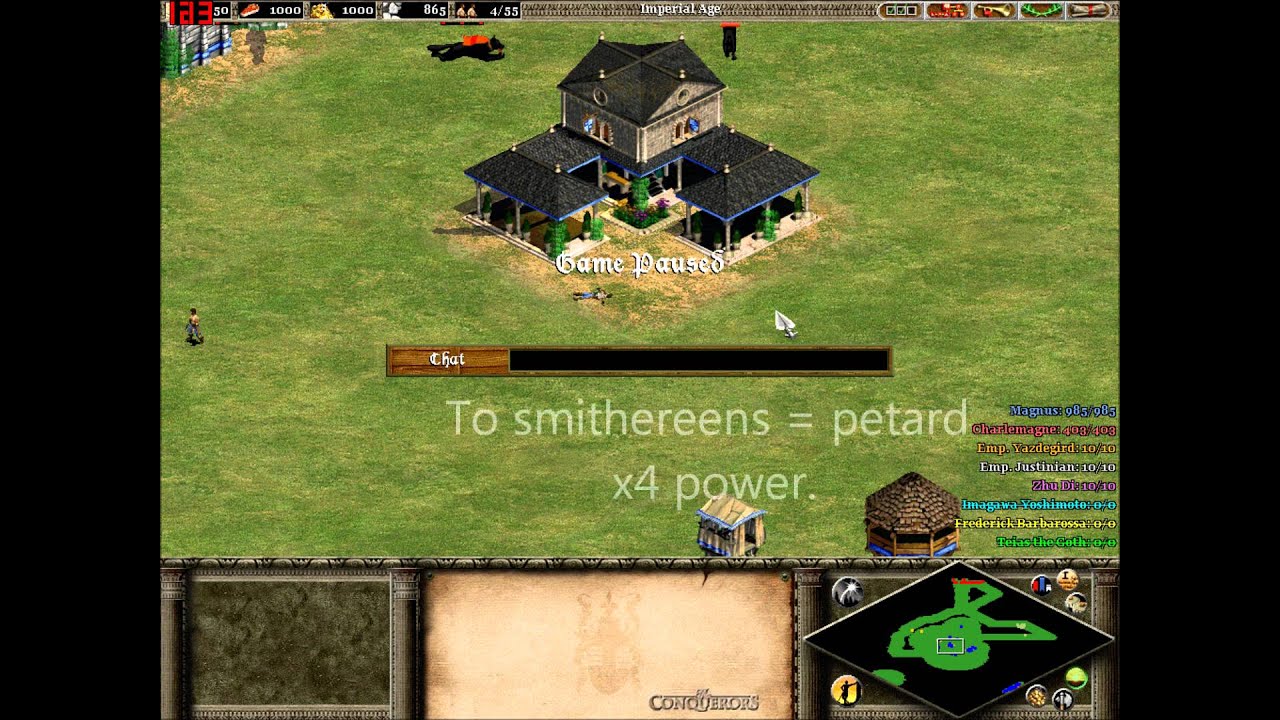 123 50 1000 1000 865 4/55 Imperial Age
Game Paused
Chat
To smithereens = petard
x4 power.
Magnus: 985/985
Charlemagne: 403/403
Emp. Yazdegird: 10/10
Emp. Justinian: 10/10
Zhu Di: 10/10
Imagawa Yoshimoto: 0/0
Frederick Barbarossa: 0/0
Teias the Goth: 0/0
CONQUERORS